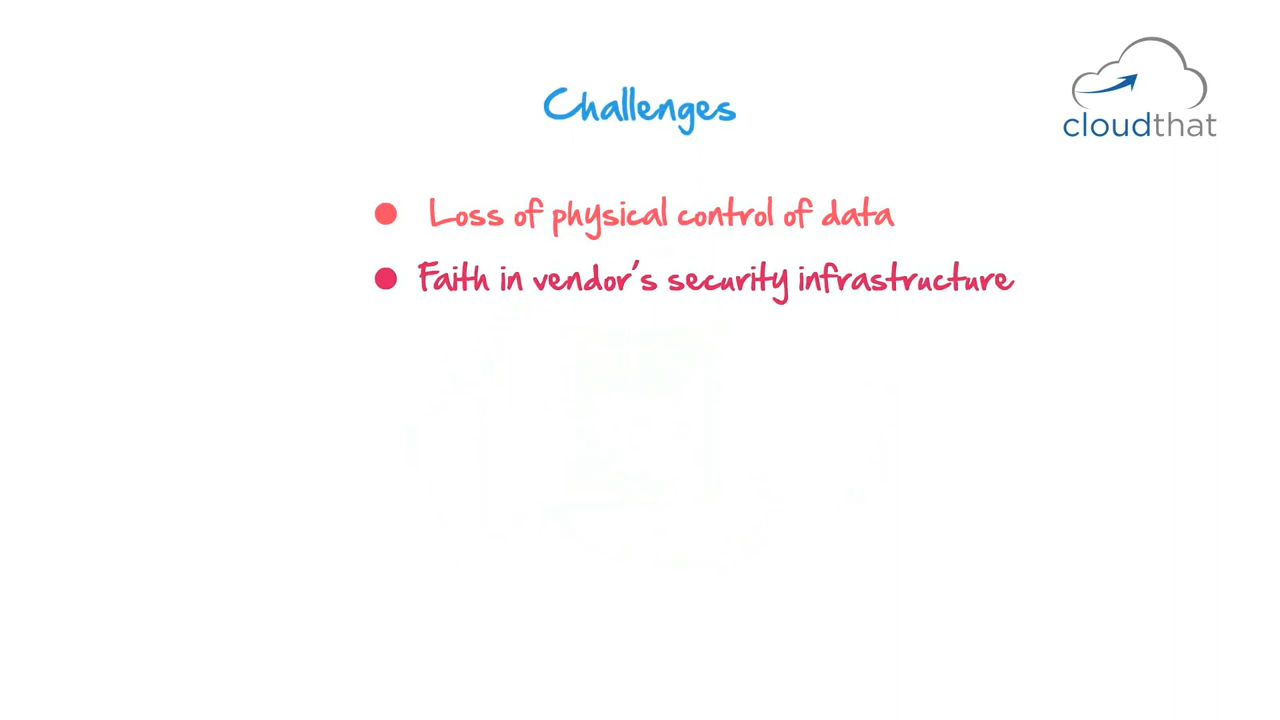 Challenges
cloudthat
Loss of physical control of data
Faith in vendor's security infrastructure